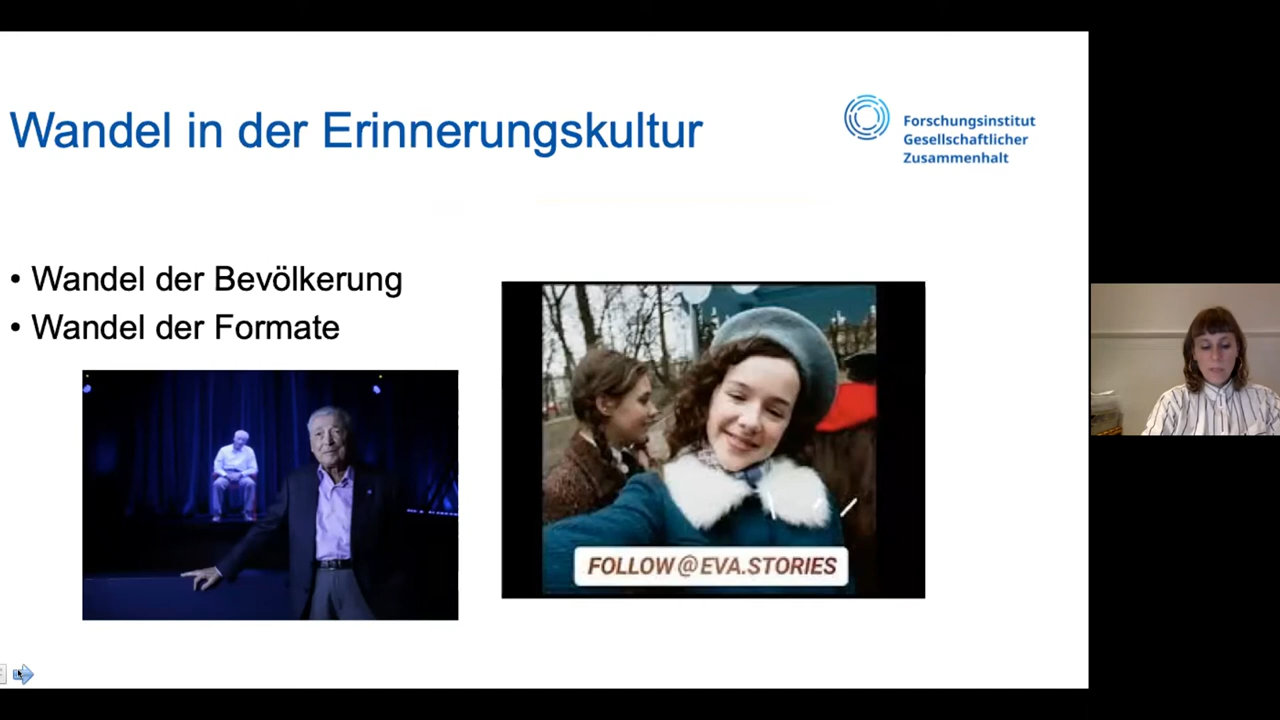 Wandel in der Erinnerungskultur
Forschungsinstitut
Gesellschaftlicher
Zusammenhalt
• Wandel der Bevölkerung
• Wandel der Formate
FOLLOW@EVA.STORIES